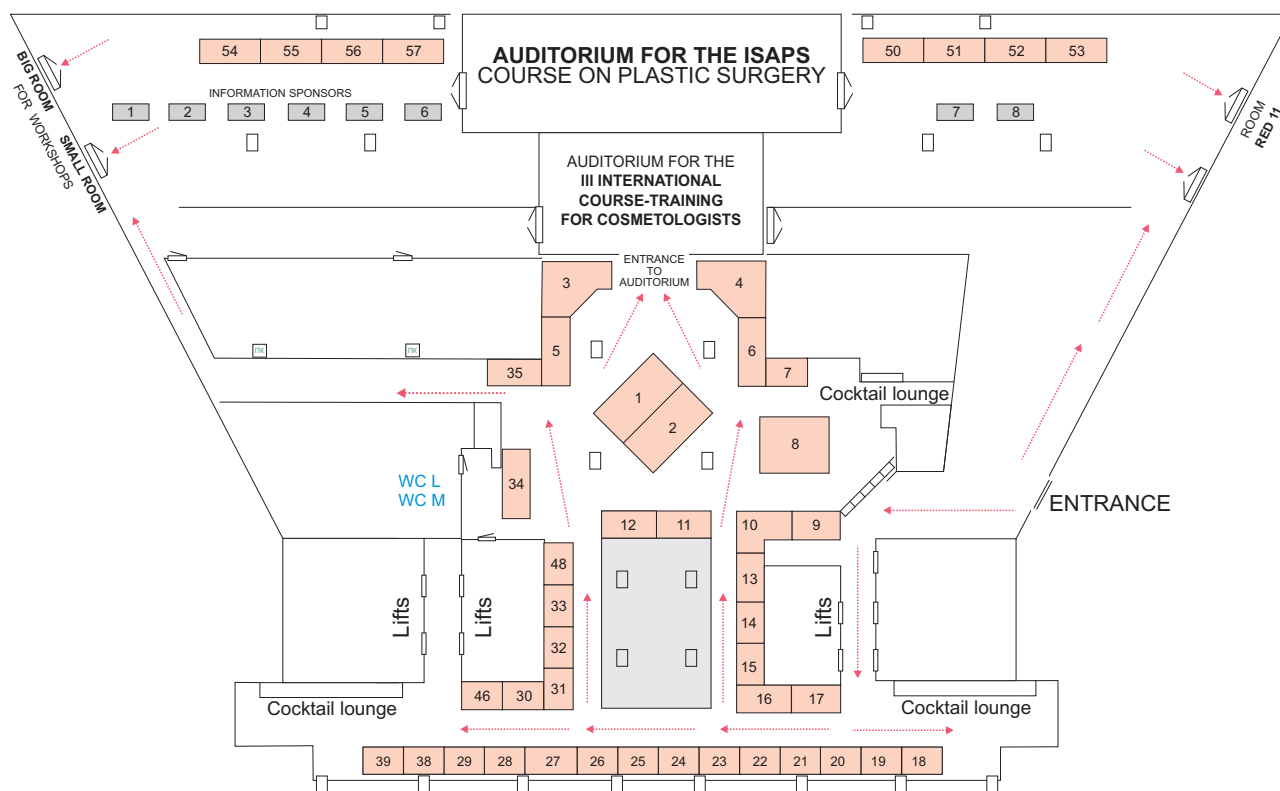 54 55 56 57
AUDITORIUM FOR THE ISAPS
COURSE ON PLASTIC SURGERY
50 51 52 53
BIG ROOM
SMALL ROOM
FOR WORKSHOPS
INFORMATION SPONSORS
1 2 3 4 5 6
7 8
ROOM
RED 11
AUDITORIUM FOR THE
III INTERNATIONAL
COURSE-TRAINING
FOR COSMETOLOGISTS
ENTRANCE
TO
AUDITORIUM
3
4
5
6
ПК
ПК
35
7
Cocktail lounge
1
2
8
WC L
WC M
34
ENTRANCE
12 11
10 9
48
13
33
14
32
15
31
Lifts
Lifts
Lifts
46 30
16 17
Cocktail lounge
Cocktail lounge
39 38 29 28 27 26 25 24 23 22 21 20 19 18